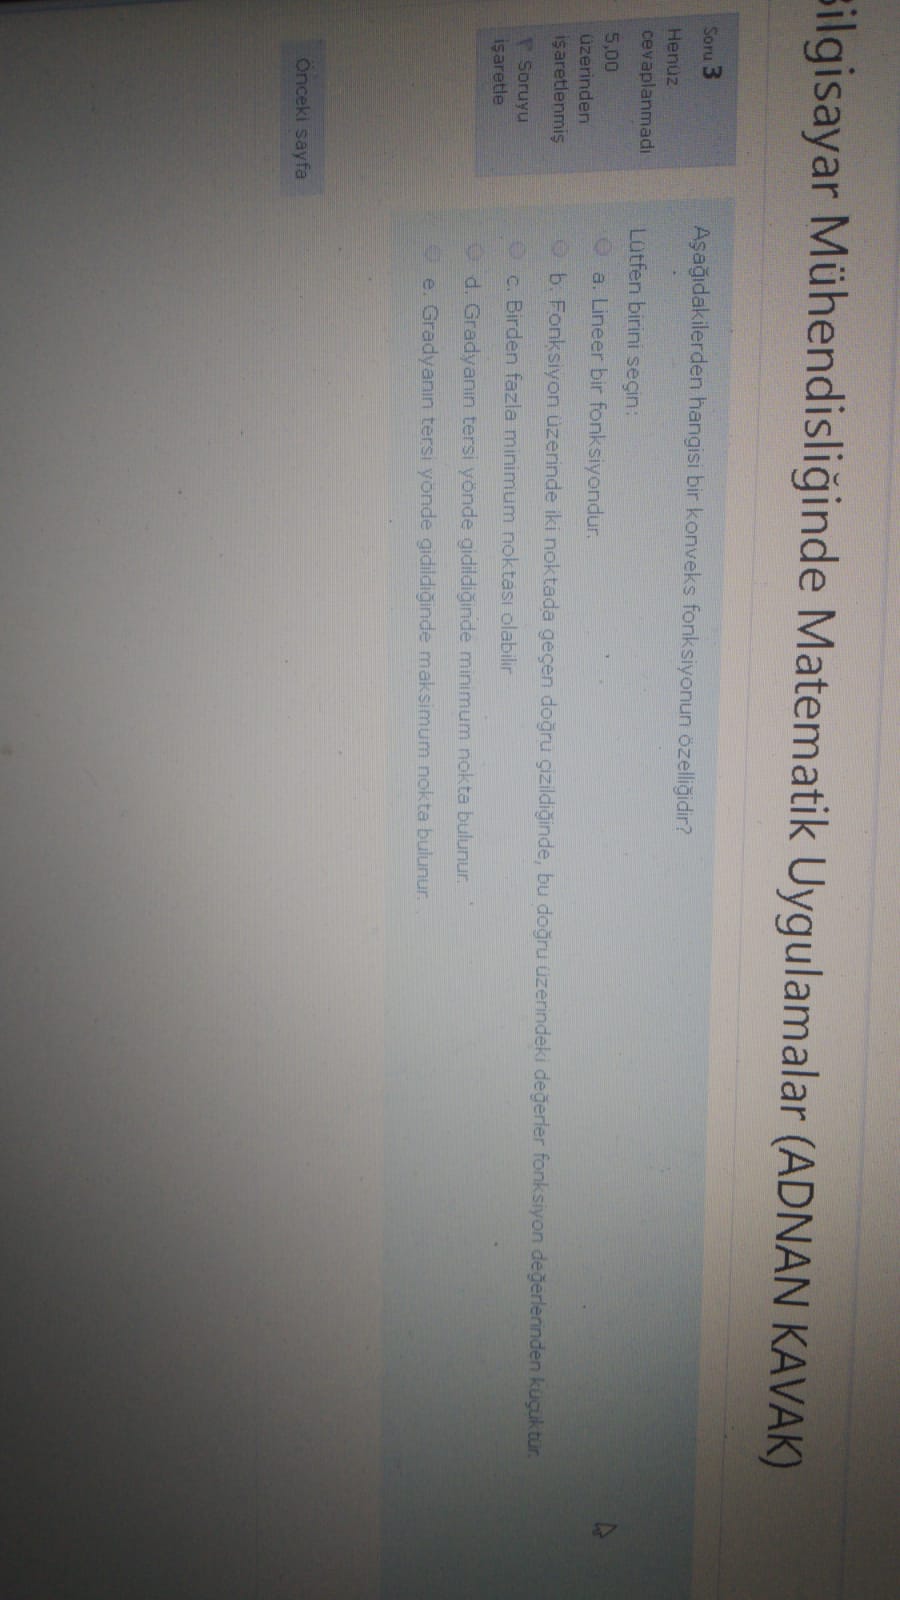 Bilgisayar Mühendisliğinde Matematik Uygulamalar (ADNAN KAVAK)
Soru 3
Henüz
cevaplanmadı
5,00
üzerinden
işaretlenmiş
Soruyu
işaretle
Aşağıdakilerden hangisi bir konveks fonksiyonun özelliğidir?
Lütfen birini seçin:
a. Lineer bir fonksiyondur.
b. Fonksiyon üzerinde iki noktada geçen doğru çizildiğinde, bu doğru üzerindeki değerler fonksiyon değerlerinden küçüktür.
c. Birden fazla minimum noktası olabilir
d. Gradyanın tersi yönde gidildiğinde minimum nokta bulunur.
e. Gradyanın tersi yönde gidildiğinde maksimum nokta bulunur.
Önceki sayfa